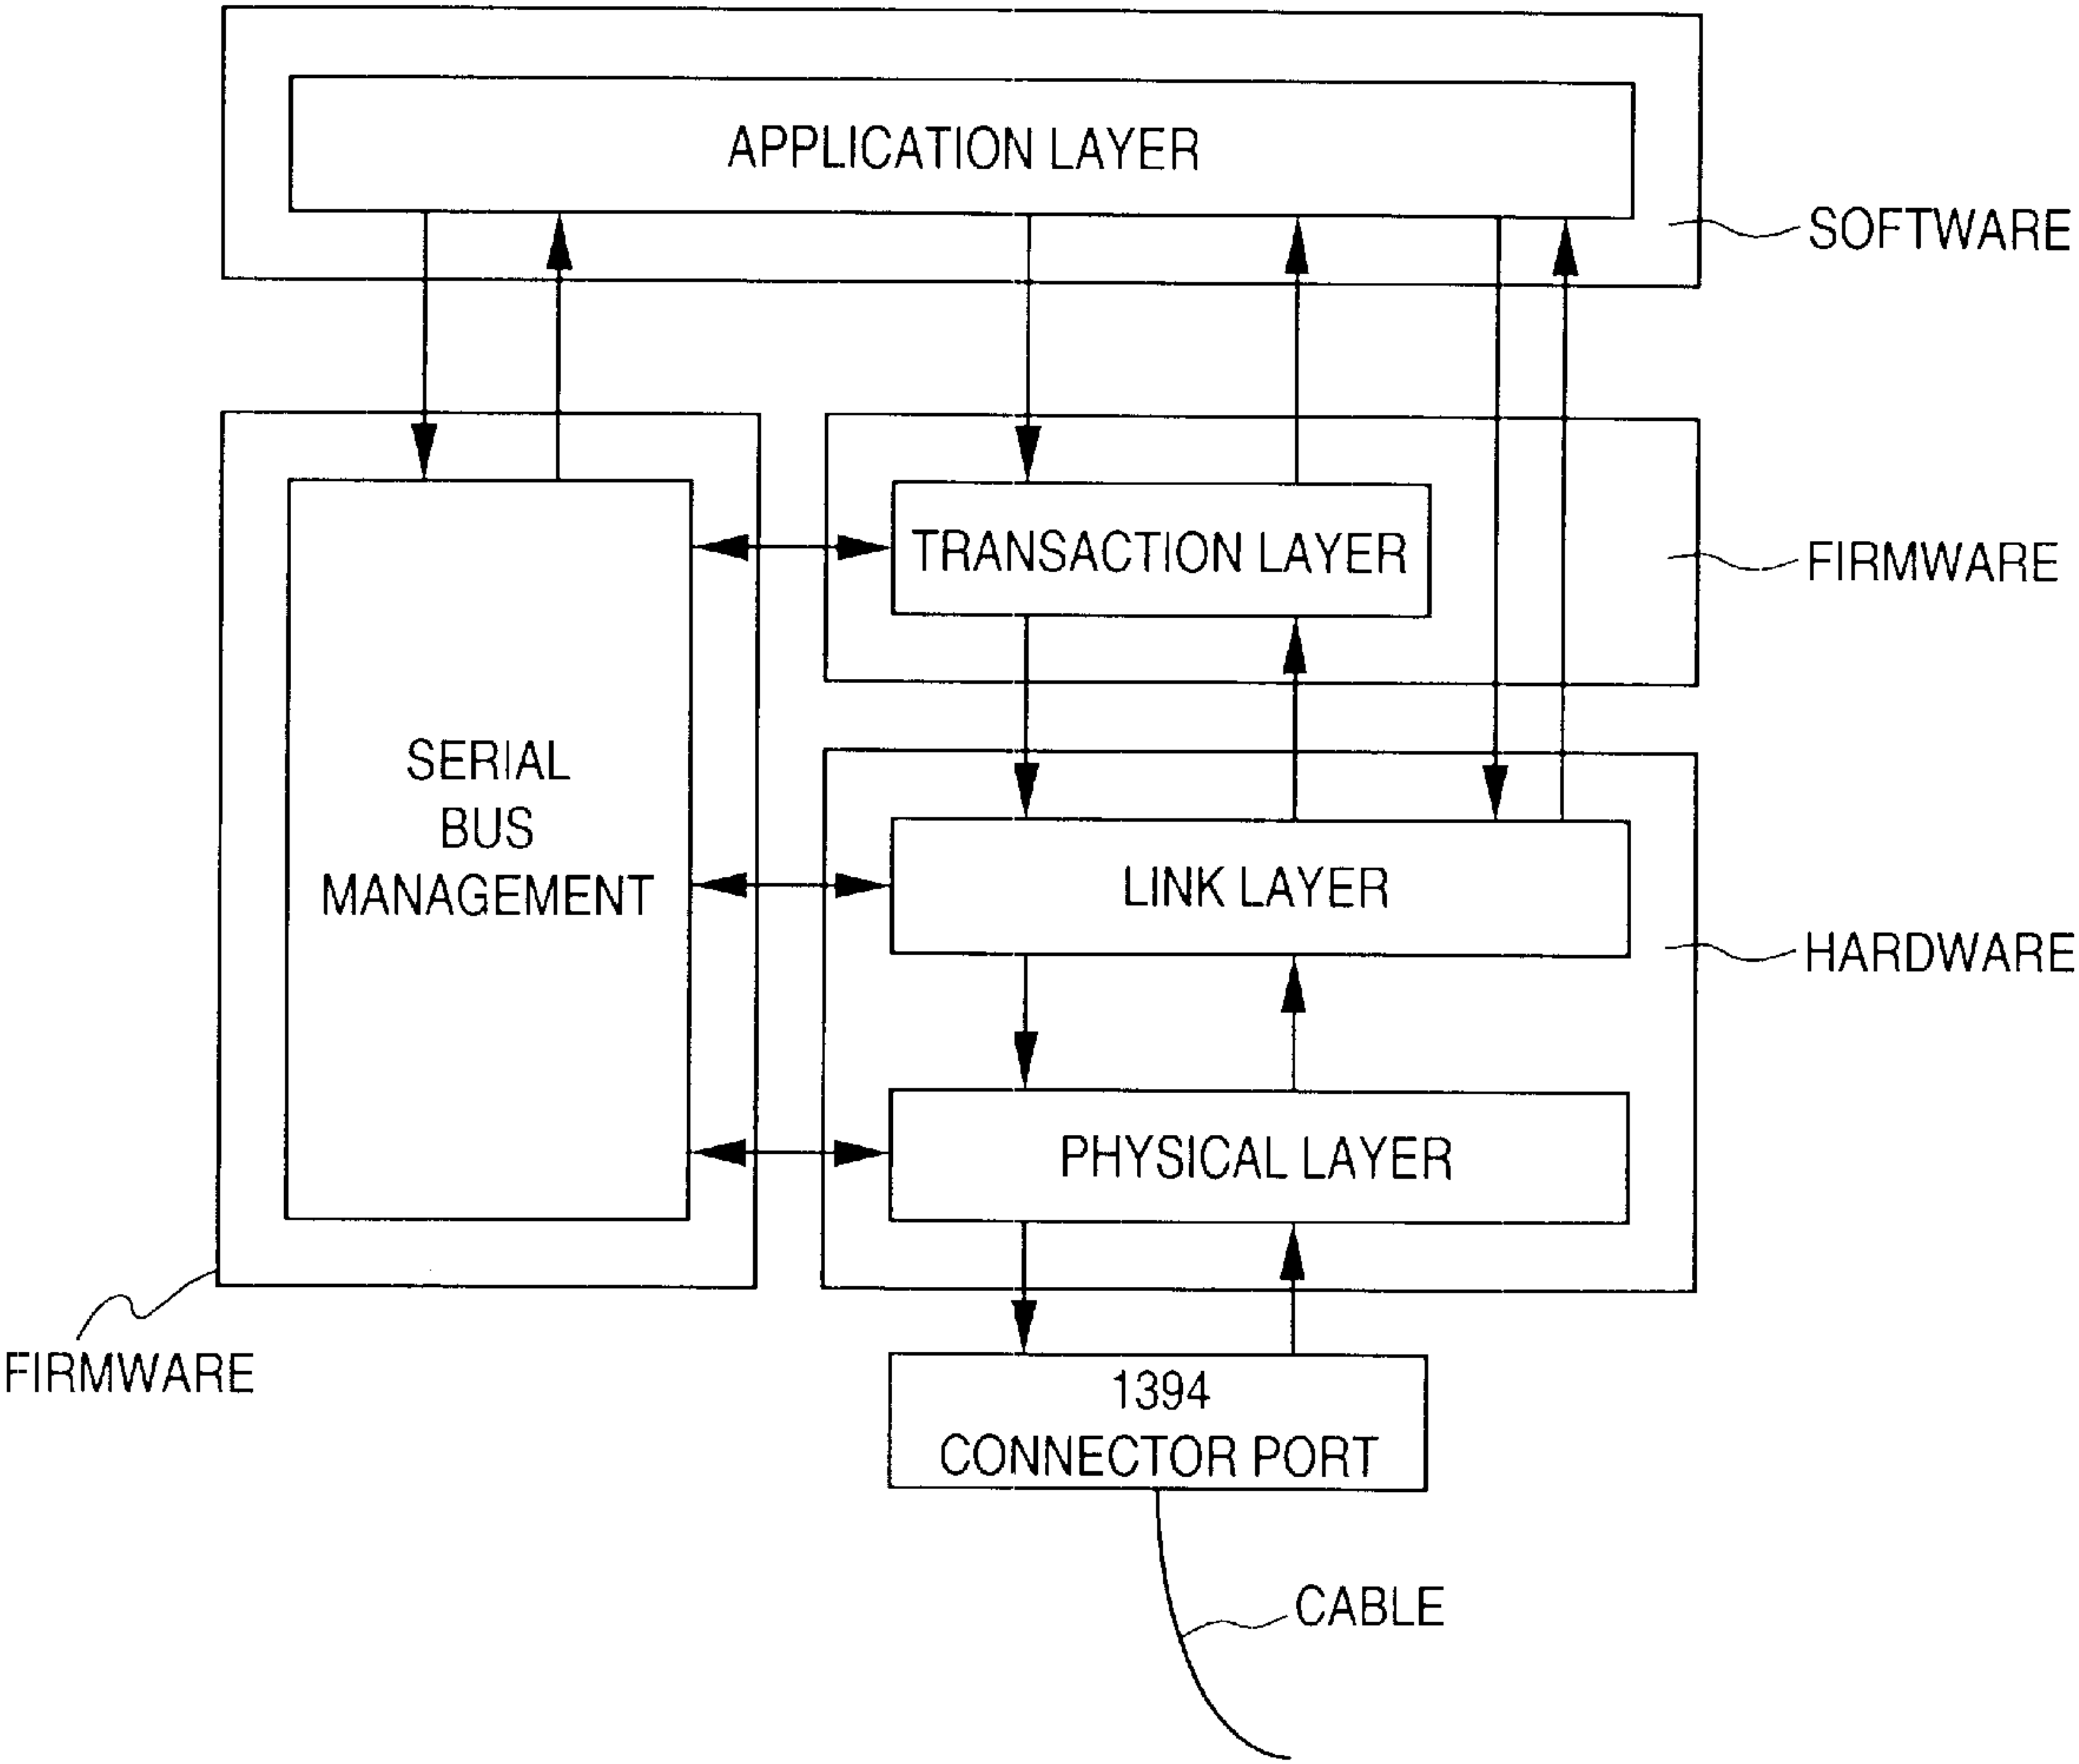 APPLICATION LAYER
SOFTWARE
TRANSACTION LAYER
FIRMWARE
SERIAL
BUS
MANAGEMENT
LINK LAYER
HARDWARE
PHYSICAL LAYER
FIRMWARE
1394
CONNECTOR PORT
CABLE